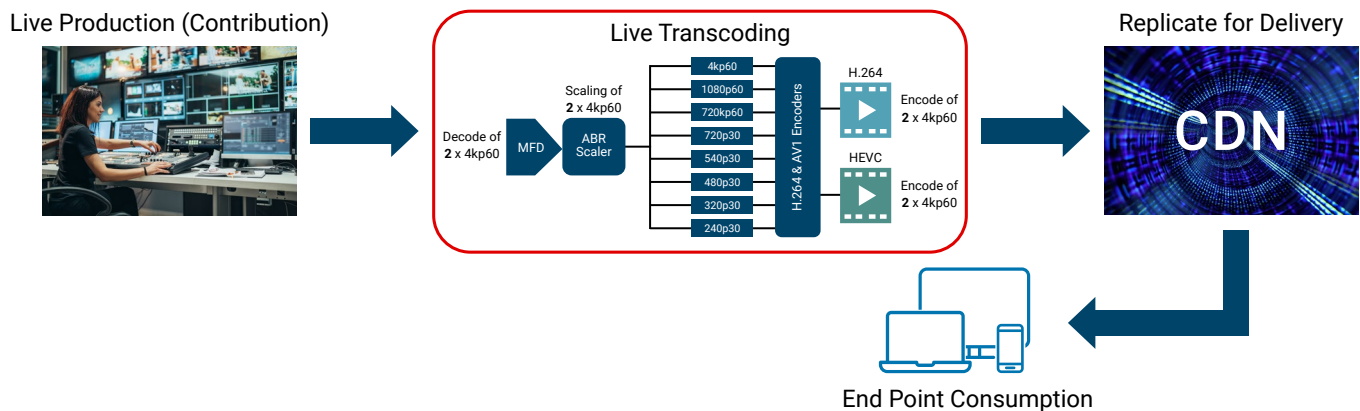 Live Production (Contribution)
Live Transcoding
Replicate for Delivery
Decode of
2 x 4kp60
MFD
Scaling of
2 x 4kp60
ABR
Scaler
4kp60
1080p60
720kp60
720p30
540p30
480p30
320p30
240p30
H.264 & AV1 Encoders
H.264
Encode of
2 x 4kp60
HEVC
Encode of
2 x 4kp60
CDN
End Point Consumption